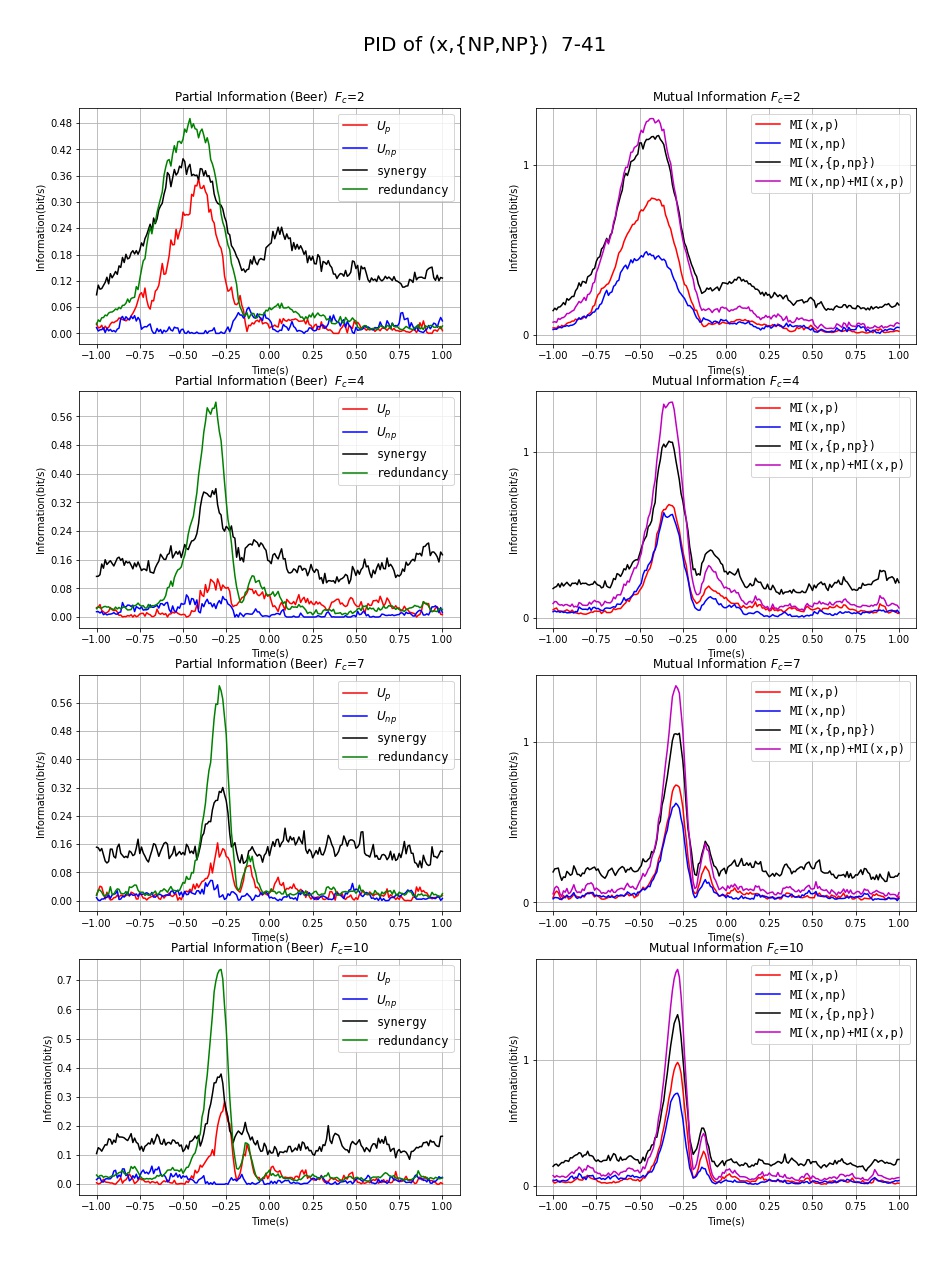 PID of (x,{NP,NP})  7-41
Partial Information (Beer)  F_c=2
Information(bit/s)
0.48
0.42
0.36
0.30
0.24
0.18
0.12
0.06
0.00
U_p
U_np
synergy
redundancy
−1.00 −0.75 −0.50 −0.25 0.00 0.25 0.50 0.75 1.00
Time(s)
Mutual Information F_c=2
Information(bit/s)
1
0
MI(x,p)
MI(x,np)
MI(x,{p,np})
MI(x,np)+MI(x,p)
−1.00 −0.75 −0.50 −0.25 0.00 0.25 0.50 0.75 1.00
Time(s)
Partial Information (Beer)  F_c=4
Information(bit/s)
0.56
0.48
0.40
0.32
0.24
0.16
0.08
0.00
U_p
U_np
synergy
redundancy
−1.00 −0.75 −0.50 −0.25 0.00 0.25 0.50 0.75 1.00
Time(s)
Mutual Information F_c=4
Information(bit/s)
1
0
MI(x,p)
MI(x,np)
MI(x,{p,np})
MI(x,np)+MI(x,p)
−1.00 −0.75 −0.50 −0.25 0.00 0.25 0.50 0.75 1.00
Time(s)
Partial Information (Beer)  F_c=7
Information(bit/s)
0.56
0.48
0.40
0.32
0.24
0.16
0.08
0.00
U_p
U_np
synergy
redundancy
−1.00 −0.75 −0.50 −0.25 0.00 0.25 0.50 0.75 1.00
Time(s)
Mutual Information F_c=7
Information(bit/s)
1
0
MI(x,p)
MI(x,np)
MI(x,{p,np})
MI(x,np)+MI(x,p)
−1.00 −0.75 −0.50 −0.25 0.00 0.25 0.50 0.75 1.00
Time(s)
Partial Information (Beer)  F_c=10
Information(bit/s)
0.7
0.6
0.5
0.4
0.3
0.2
0.1
0.0
U_p
U_np
synergy
redundancy
−1.00 −0.75 −0.50 −0.25 0.00 0.25 0.50 0.75 1.00
Time(s)
Mutual Information F_c=10
Information(bit/s)
1
0
MI(x,p)
MI(x,np)
MI(x,{p,np})
MI(x,np)+MI(x,p)
−1.00 −0.75 −0.50 −0.25 0.00 0.25 0.50 0.75 1.00
Time(s)